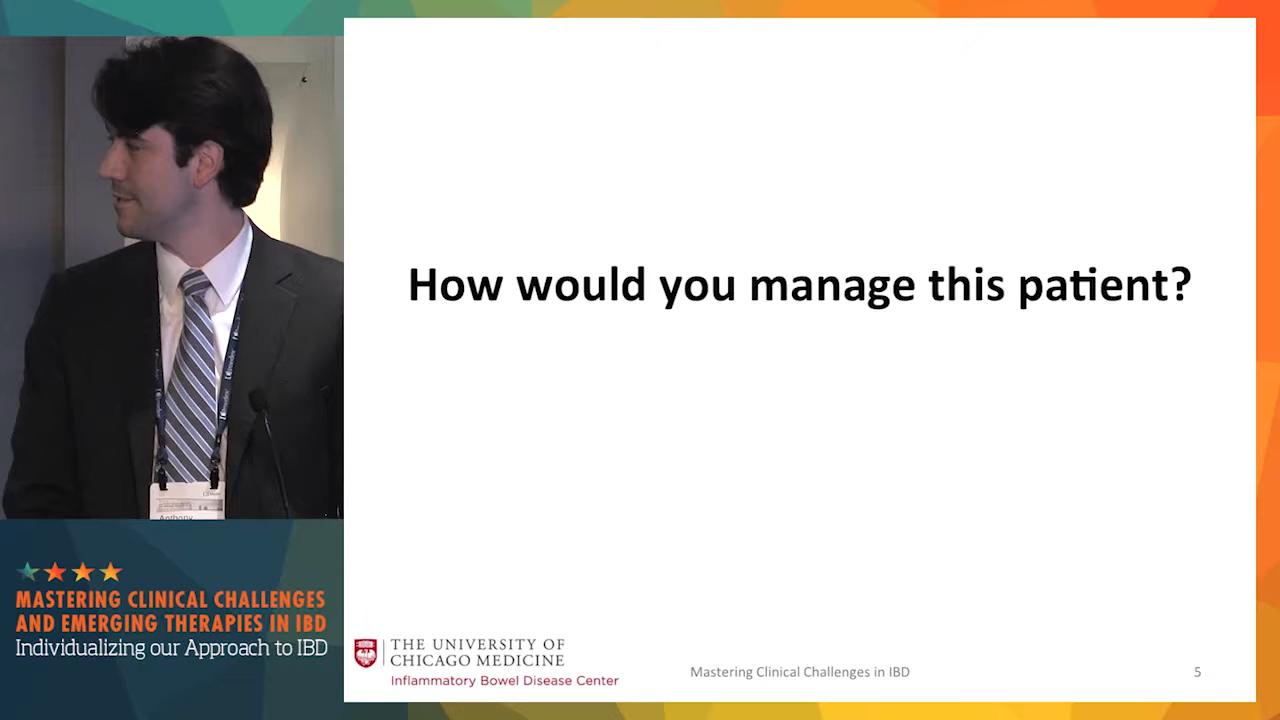 How would you manage this patient?
Anthony
MASTERING CLINICAL CHALLENGES
AND EMERGING THERAPIES IN IBD
Individualizing our Approach to IBD
THE UNIVERSITY OF
CHICAGO MEDICINE
Inflammatory Bowel Disease Center
Mastering Clinical Challenges in IBD
5